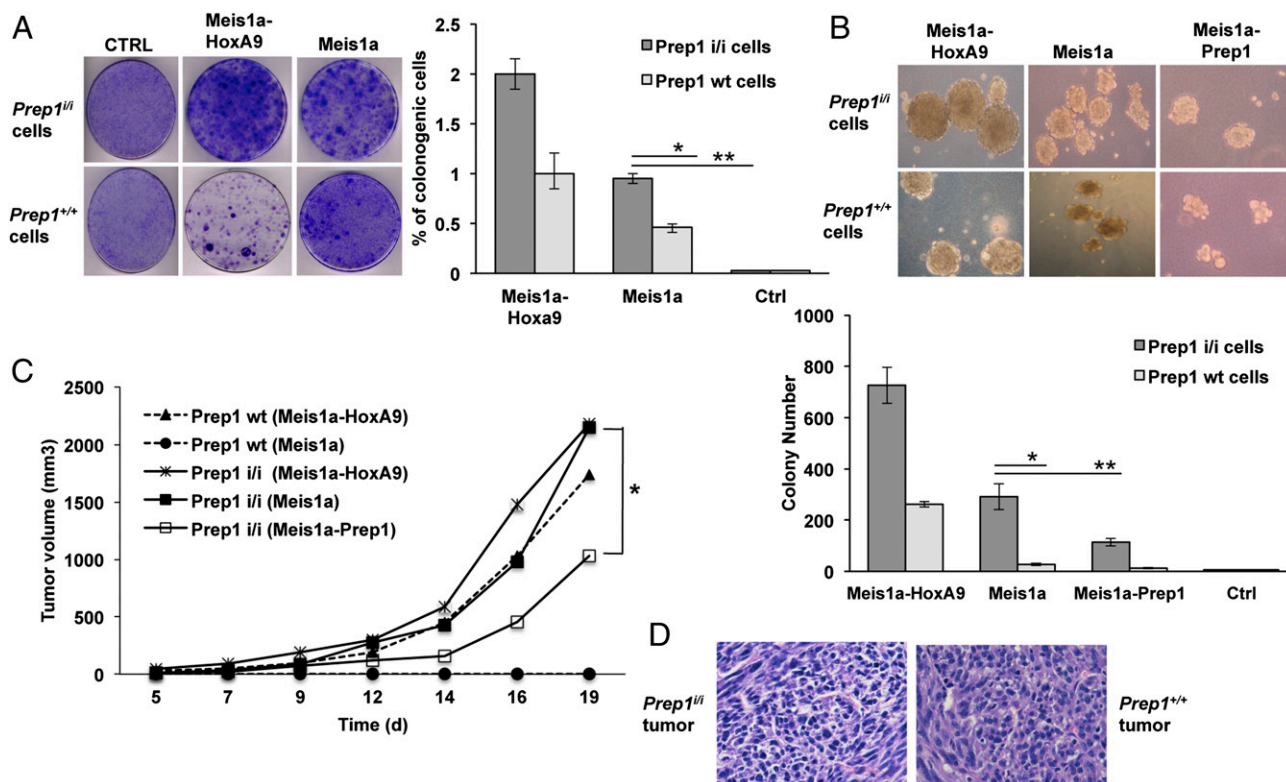 A
CTRL
Meis1a-
HoxA9
Meis1a
Prep1i/i
cells
Prep1+/+
cells
2.5
2
1.5
1
0.5
0
% of colonogenic cells
Prep1 i/i cells
Prep1 wt cells
*
**
Meis1a-
Hoxa9
Meis1a
Ctrl
B
Meis1a-
HoxA9
Meis1a
Meis1a-
Prep1
Prep1i/i
cells
Prep1+/+
cells
1000
800
600
400
200
0
Colony Number
Prep1 i/i cells
Prep1 wt cells
*
**
Meis1a-HoxA9
Meis1a
Meis1a-Prep1
Ctrl
C
2500
2000
1500
1000
500
0
Tumor volume (mm3)
Prep1 wt (Meis1a-HoxA9)
Prep1 wt (Meis1a)
Prep1 i/i (Meis1a-HoxA9)
Prep1 i/i (Meis1a)
Prep1 i/i (Meis1a-Prep1)
*
5 7 9 12 14 16 19
Time (d)
D
Prep1i/i
tumor
Prep1+/+
tumor